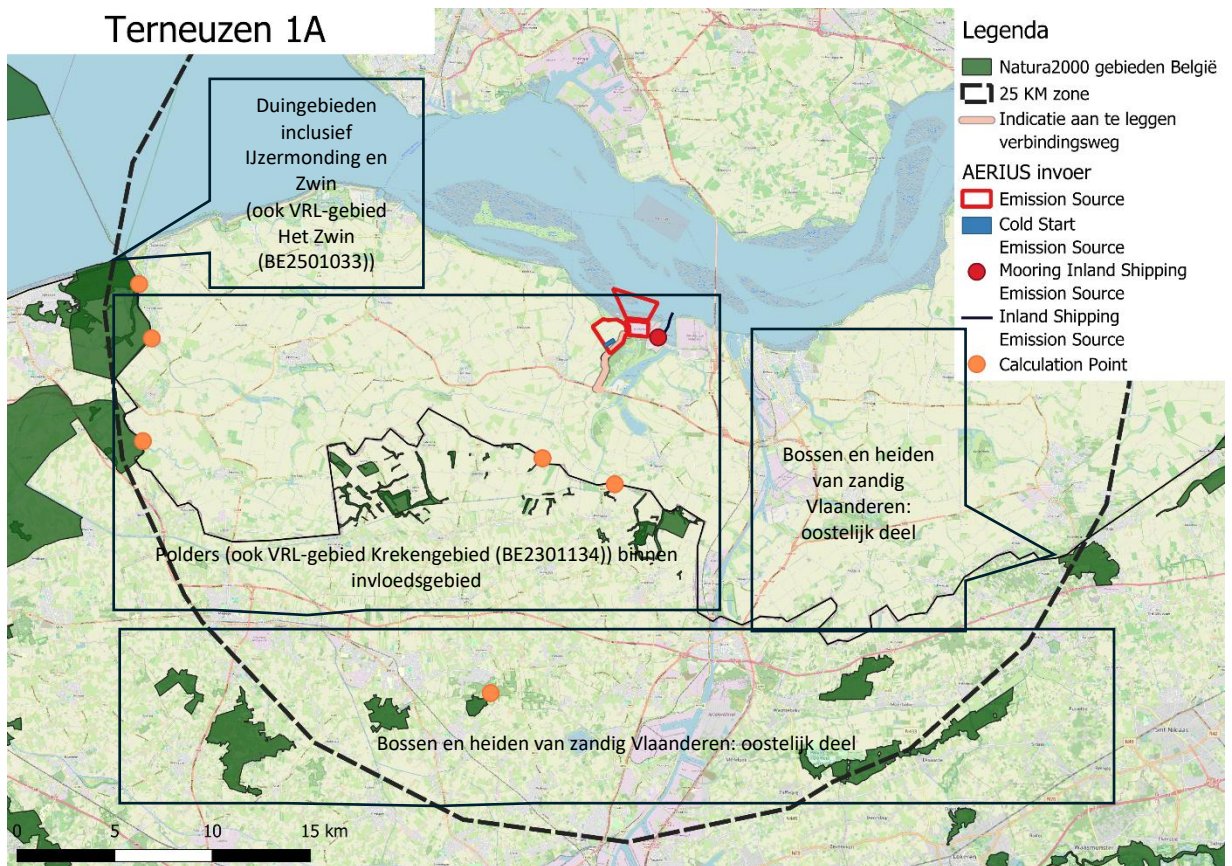 Terneuzen 1A
Duingebieden
inclusief
IJzermonding en
Zwin
(ook VRL-gebied
Het Zwin
(BE2501033))
Legenda
Natura2000 gebieden België
25 KM zone
Indicatie aan te leggen
verbindingsweg
AERIUS invoer
Emission Source
Cold Start
Emission Source
Mooring Inland Shipping
Emission Source
Inland Shipping
Emission Source
Calculation Point
Bossen en heiden
van zandig
Vlaanderen:
oostelijk deel
Polders (ook VRL-gebied Krekengebied (BE2301134)) binnen
invloedsgebied
Bossen en heiden van zandig Vlaanderen: oostelijk deel
0 5 10 15 km